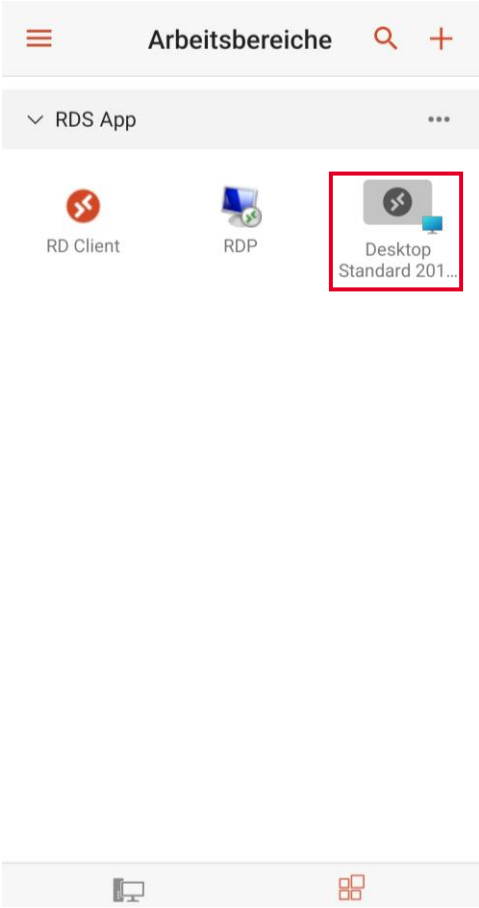 Arbeitsbereiche
RDS App
RD Client
RDP
Desktop
Standard 201...